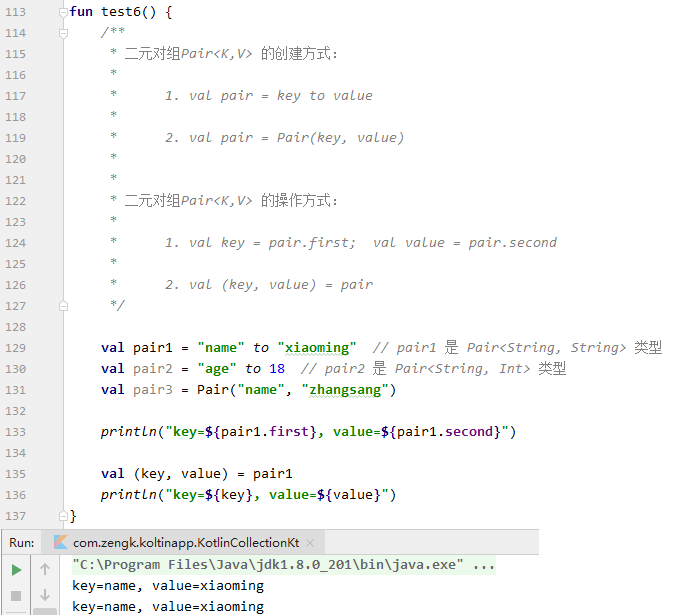 113 fun test6() {
114 /**
115 * 二元对组Pair<K,V> 的创建方式:
116 *
117 * 1. val pair = key to value
118 *
119 * 2. val pair = Pair(key, value)
120 *
121 *
122 * 二元对组Pair<K,V> 的操作方式:
123 *
124 * 1. val key = pair.first; val value = pair.second
125 *
126 * 2. val (key, value) = pair
127 */
128
129 val pair1 = "name" to "xiaoming" // pair1 是 Pair<String, String> 类型
130 val pair2 = "age" to 18 // pair2 是 Pair<String, Int> 类型
131 val pair3 = Pair("name", "zhangsang")
132
133 println("key=${pair1.first}, value=${pair1.second}")
134
135 val (key, value) = pair1
136 println("key=${key}, value=${value}")
137 }
Run: com.zengk.koltinapp.KotlinCollectionKt ×
"C:\Program Files\Java\jdk1.8.0_201\bin\java.exe" ...
key=name, value=xiaoming
key=name, value=xiaoming